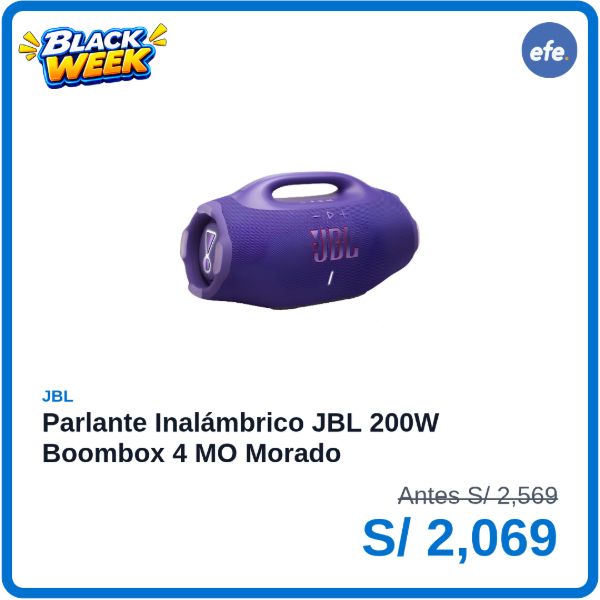 BLACK
WEEK
efe.
JBL
JBL
Parlante Inalámbrico JBL 200W
Boombox 4 MO Morado
Antes S/ 2,569
S/ 2,069